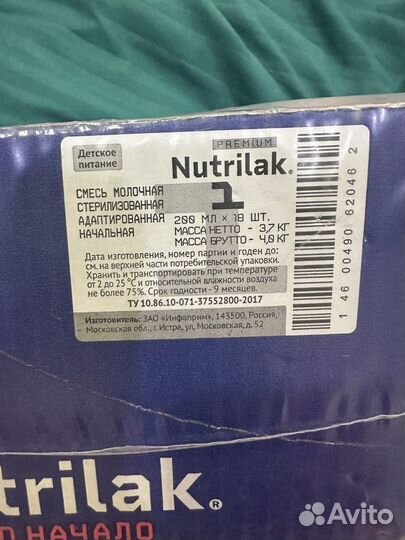 Детское
питание
PREMIUM
Nutrilak®
СМЕСЬ МОЛОЧНАЯ
СТЕРИЛИЗОВАННАЯ
АДАПТИРОВАННАЯ
НАЧАЛЬНАЯ
1
200 МЛ × 18 ШТ.
МАССА НЕТТО - 3,7 КГ
МАССА БРУТТО - 4,0 КГ
Дата изготовления, номер партии и годен до:
см. на верхней части потребительской упаковки.
Хранить и транспортировать при температуре
от 2 до 25 °С и относительной влажности воздуха
не более 75%. Срок годности - 9 месяцев.
ТУ 10.86.10-071-37552800-2017
Изготовитель: ЗАО «Инфаприм», 143500, Россия,
Московская обл., г. Истра, ул. Московская, д. 52
1 46 00490 62046 2
trilak®
НАЧАЛО
Avito